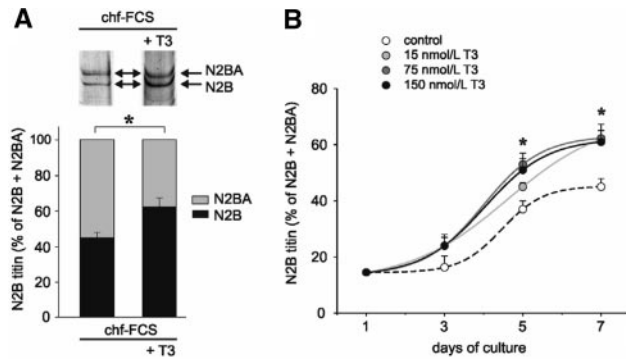 A
chf-FCS
+ T3
N2BA
N2B
*
100
80
60
40
20
0
N2B titin (% of N2B + N2BA)
N2BA
N2B
chf-FCS
+ T3
B
control
15 nmol/L T3
75 nmol/L T3
150 nmol/L T3
80
60
40
20
0
N2B titin (% of N2B + N2BA)
*
*
1 3 5 7
days of culture